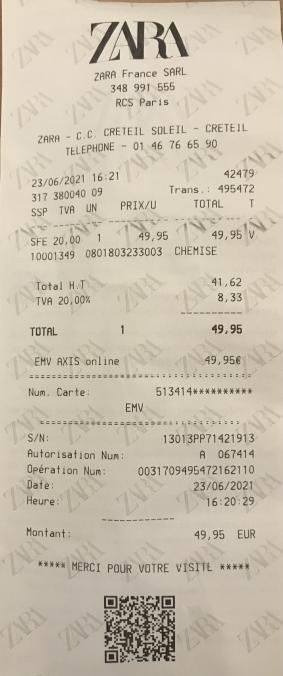 ZARA
ZARA France SARL
348 991 555
RCS Paris
ZARA - C.C. CRETEIL SOLEIL - CRETEIL
TELEPHONE - 01 46 76 65 90
23/06/2021 16:21 42479
317 380040 09 Trans.: 495472
SSP TVA UN PRIX/U TOTAL T
SFE 20,00 1 49,95 49,95 V
10001349 0801803233003 CHEMISE
Total H.T 41,62
TVA 20,00% 8,33
TOTAL 1 49,95
EMV AXIS online 49,95€
Num. Carte: 513414**********
EMV
S/N: 13013PP71421913
Autorisation Num: A 067414
Opération Num: 0031709495472162110
Date: 23/06/2021
Heure: 16:20:29
Montant: 49,95 EUR
***** MERCI POUR VOTRE VISITE *****